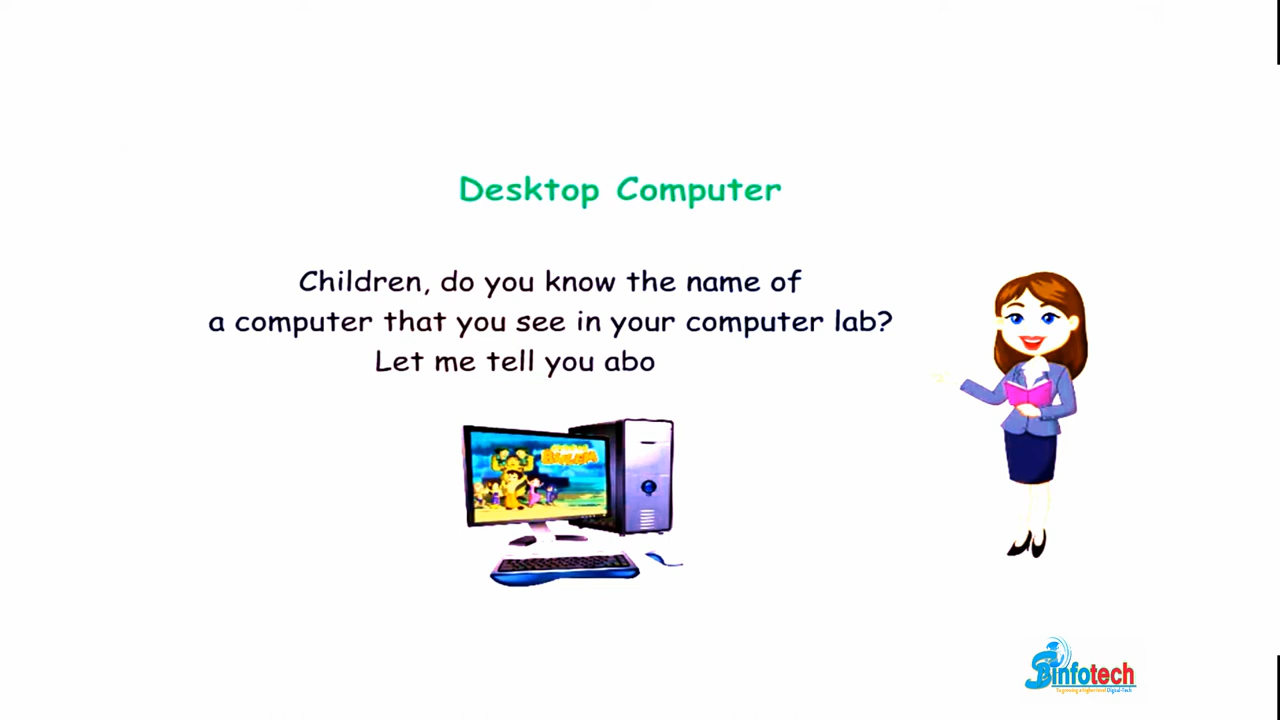 Desktop Computer
Children, do you know the name of
a computer that you see in your computer lab?
Let me tell you abo
infotech